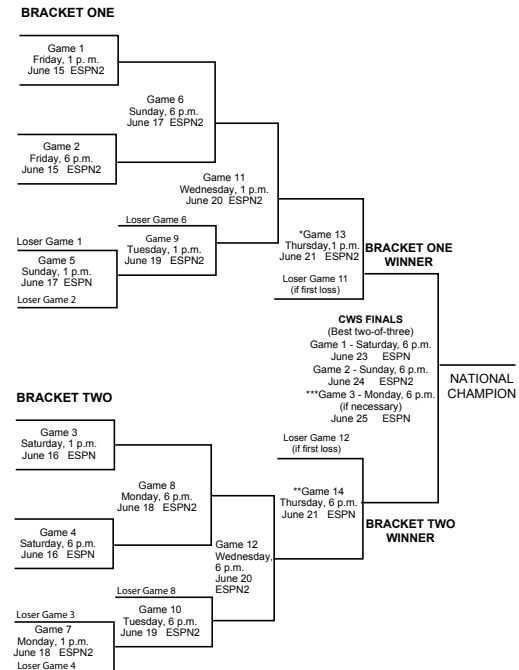 BRACKET ONE
Game 1
Friday, 1 p. m.
June 15 ESPN2
Game 6
Sunday, 6 p.m.
June 17 ESPN2
Game 2
Friday, 6 p.m.
June 15 ESPN2
Game 11
Wednesday, 1 p.m.
June 20 ESPN2
Loser Game 6
Game 9
Tuesday, 1 p.m.
June 19 ESPN2
Loser Game 1
Game 5
Sunday, 1 p.m.
June 17 ESPN
Loser Game 2
*Game 13
Thursday,1 p.m.
June 21 ESPN2
Loser Game 11
(if first loss)
BRACKET ONE
WINNER
CWS FINALS
(Best two-of-three)
Game 1 - Saturday, 6 p.m.
June 23 ESPN
Game 2 - Sunday, 6 p.m.
June 24 ESPN2
***Game 3 - Monday, 6 p.m.
(if necessary)
June 25 ESPN
NATIONAL
CHAMPION
BRACKET TWO
Game 3
Saturday, 1 p.m.
June 16 ESPN
Game 8
Monday, 6 p.m.
June 18 ESPN2
Game 4
Saturday, 6 p.m.
June 16 ESPN
Loser Game 12
(if first loss)
**Game 14
Thursday, 6 p.m.
June 21 ESPN
BRACKET TWO
WINNER
Game 12
Wednesday,
6 p.m.
June 20
ESPN2
Loser Game 8
Game 10
Tuesday, 6 p.m.
June 19 ESPN2
Loser Game 3
Game 7
Monday, 1 p.m.
June 18 ESPN2
Loser Game 4